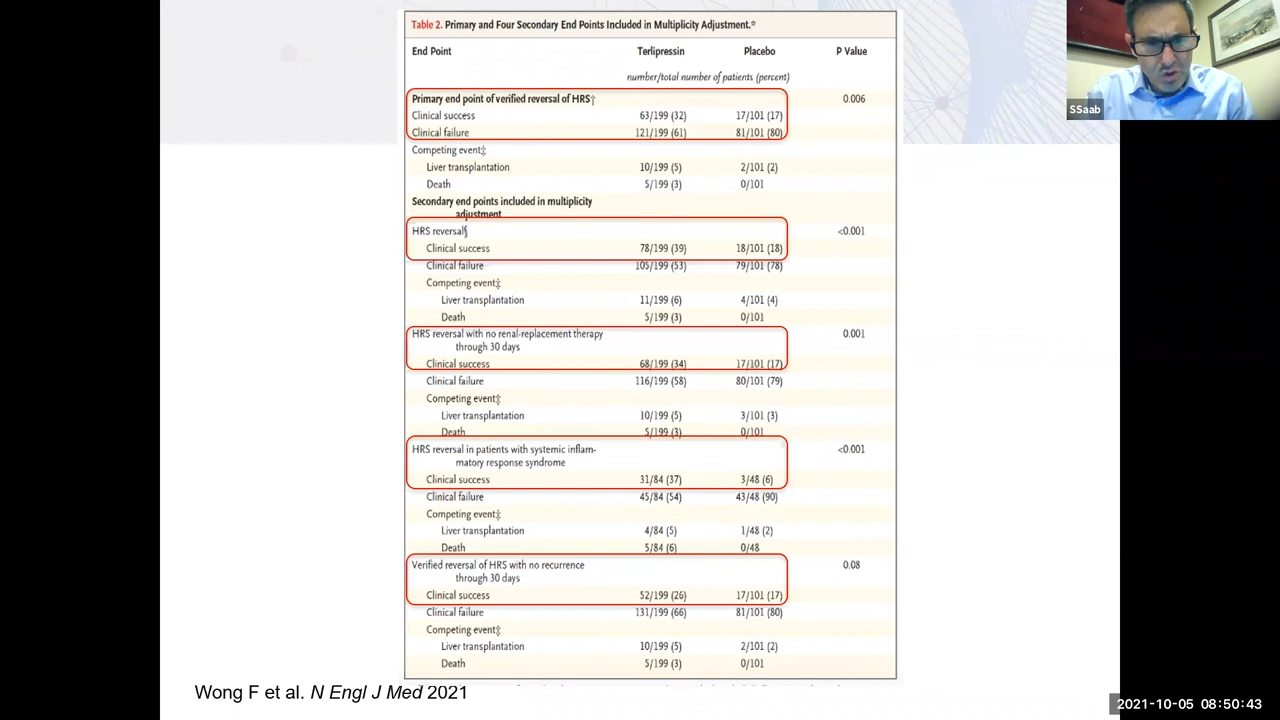 Table 2. Primary and Four Secondary End Points Included in Multiplicity Adjustment.*
End Point Terlipressin Placebo P Value
number/total number of patients (percent)
Primary end point of verified reversal of HRS† 0.006
Clinical success 63/199 (32) 17/101 (17)
Clinical failure 121/199 (61) 81/101 (80)
Competing event‡:
Liver transplantation 10/199 (5) 2/101 (2)
Death 5/199 (3) 0/101
Secondary end points included in multiplicity
adjustment
HRS reversal§ <0.001
Clinical success 78/199 (39) 18/101 (18)
Clinical failure 105/199 (53) 79/101 (78)
Competing event‡:
Liver transplantation 11/199 (6) 4/101 (4)
Death 5/199 (3) 0/101
HRS reversal with no renal-replacement therapy 0.001
through 30 days
Clinical success 68/199 (34) 17/101 (17)
Clinical failure 116/199 (58) 80/101 (79)
Competing event‡:
Liver transplantation 10/199 (5) 3/101 (3)
Death 5/199 (3) 0/101
HRS reversal in patients with systemic inflam- <0.001
matory response syndrome
Clinical success 31/84 (37) 3/48 (6)
Clinical failure 45/84 (54) 43/48 (90)
Competing event‡:
Liver transplantation 4/84 (5) 1/48 (2)
Death 5/84 (6) 0/48
Verified reversal of HRS with no recurrence 0.08
through 30 days
Clinical success 52/199 (26) 17/101 (17)
Clinical failure 131/199 (66) 81/101 (80)
Competing event‡:
Liver transplantation 10/199 (5) 2/101 (2)
Death 5/199 (3) 0/101
Wong F et al. N Engl J Med 2021
SSaab
2021-10-05 08:50:43